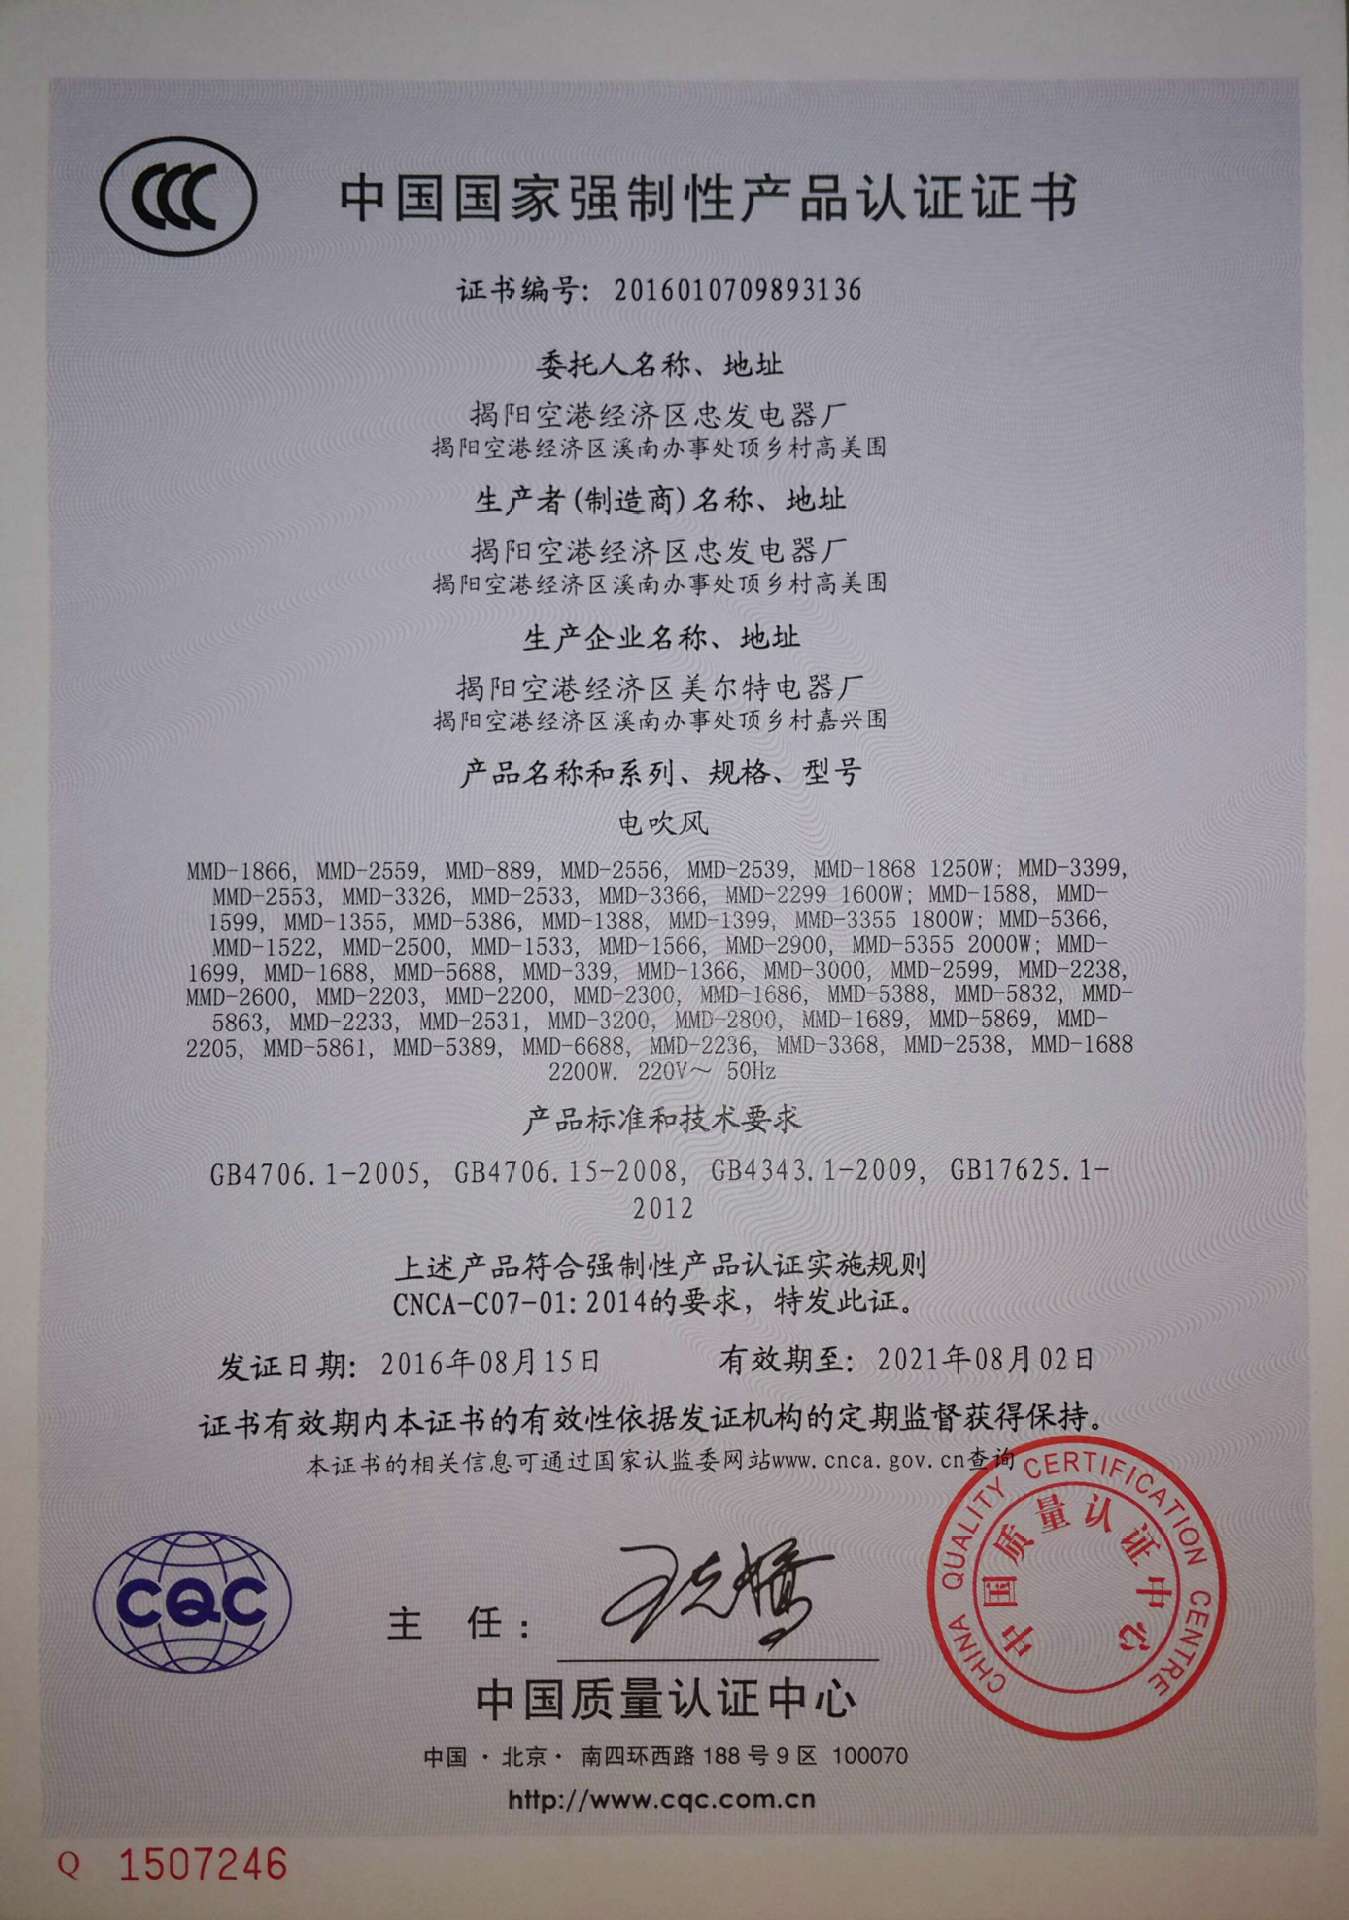 CCC
中国国家强制性产品认证证书
证书编号: 2016010709893136
委托人名称、地址
揭阳空港经济区忠发电器厂
揭阳空港经济区溪南办事处顶乡村高美围
生产者(制造商)名称、地址
揭阳空港经济区忠发电器厂
揭阳空港经济区溪南办事处顶乡村高美围
生产企业名称、地址
揭阳空港经济区美尔特电器厂
揭阳空港经济区溪南办事处顶乡村嘉兴围
产品名称和系列、规格、型号
电吹风
MMD-1866, MMD-2559, MMD-889, MMD-2556, MMD-2539, MMD-1868 1250W; MMD-3399,
MMD-2553, MMD-3326, MMD-2533, MMD-3366, MMD-2299 1600W; MMD-1588, MMD-
1599, MMD-1355, MMD-5386, MMD-1388, MMD-1399, MMD-3355 1800W; MMD-5366,
MMD-1522, MMD-2500, MMD-1533, MMD-1566, MMD-2900, MMD-5355 2000W; MMD-
1699, MMD-1688, MMD-5688, MMD-339, MMD-1366, MMD-3000, MMD-2599, MMD-2238,
MMD-2600, MMD-2203, MMD-2200, MMD-2300, MMD-1686, MMD-5388, MMD-5832, MMD-
5863, MMD-2233, MMD-2531, MMD-3200, MMD-2800, MMD-1689, MMD-5869, MMD-
2205, MMD-5861, MMD-5389, MMD-6688, MMD-2236, MMD-3368, MMD-2538, MMD-1688
2200W. 220V～ 50Hz
产品标准和技术要求
GB4706.1-2005, GB4706.15-2008, GB4343.1-2009, GB17625.1-
2012
上述产品符合强制性产品认证实施规则
CNCA-C07-01:2014的要求，特发此证。
发证日期: 2016年08月15日 有效期至: 2021年08月02日
证书有效期内本证书的有效性依据发证机构的定期监督获得保持。
本证书的相关信息可通过国家认监委网站www.cnca.gov.cn查询
CHINA QUALITY CERTIFICATION CENTRE
中国质量认证中心
CQC
主 任:
中国质量认证中心
中国·北京· 南四环西路 188 号 9 区 100070
http://www.cqc.com.cn
Q 1507246